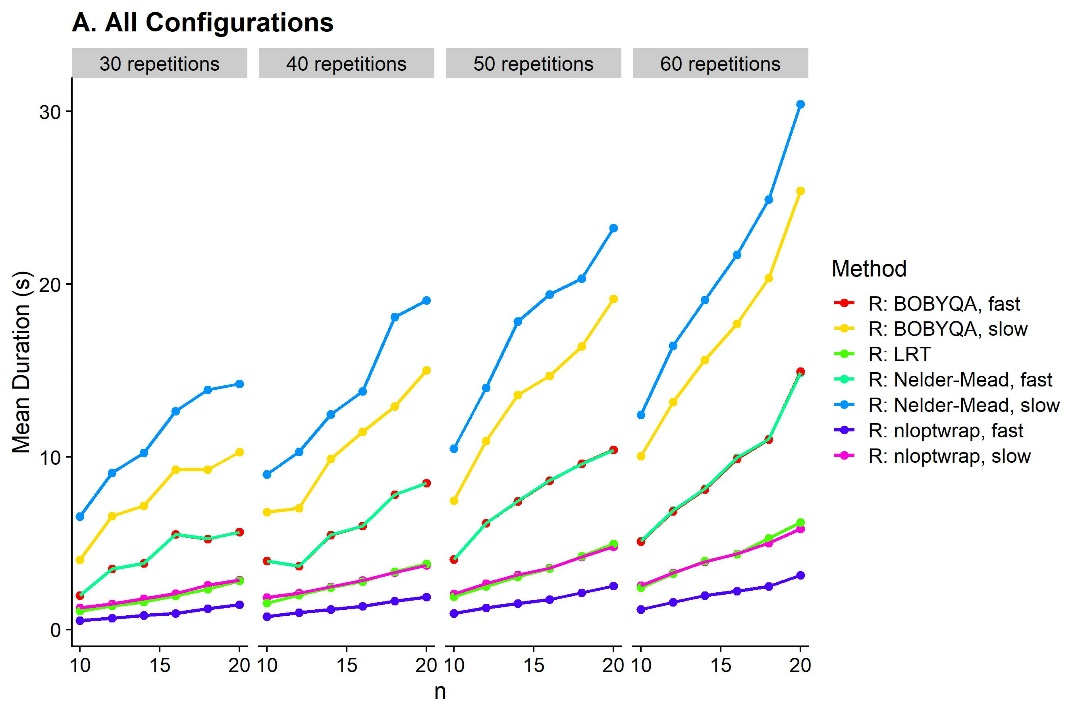 A. All Configurations
30 repetitions 40 repetitions 50 repetitions 60 repetitions
30
20
10
0
Mean Duration (s)
10 15 20 10 15 20 10 15 20 10 15 20
n
Method
R: BOBYQA, fast
R: BOBYQA, slow
R: LRT
R: Nelder-Mead, fast
R: Nelder-Mead, slow
R: nloptwrap, fast
R: nloptwrap, slow